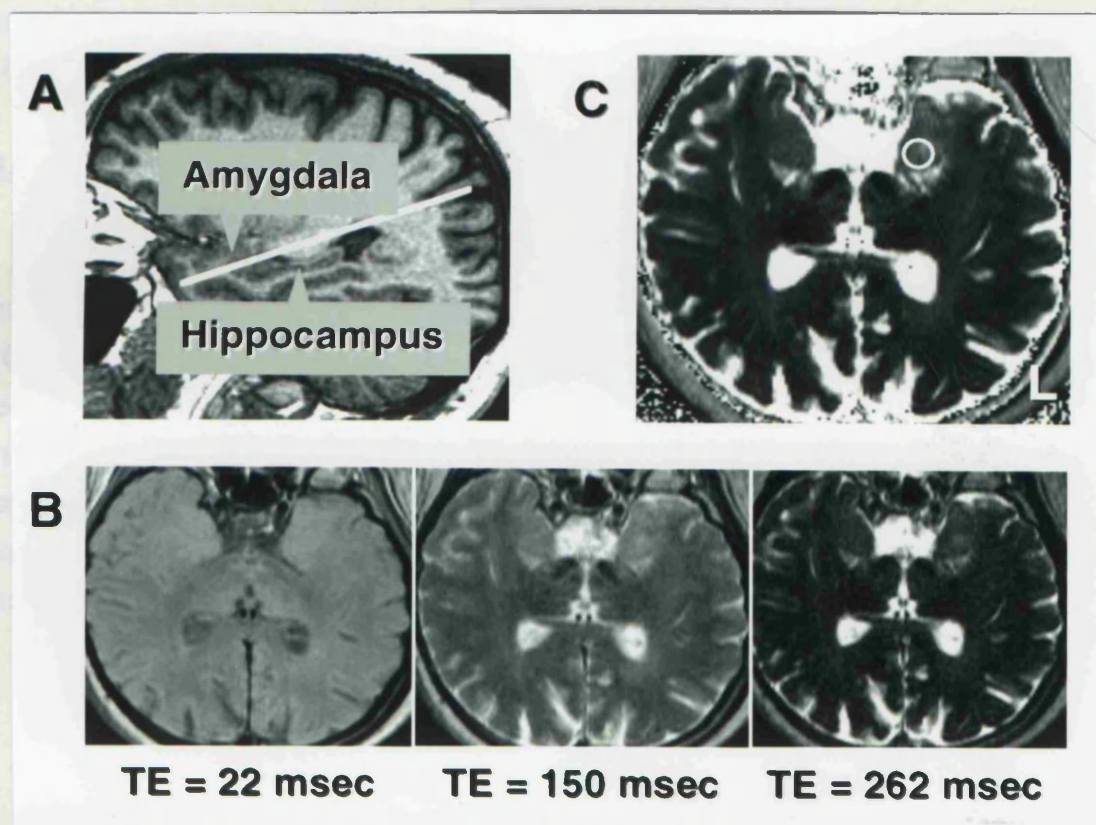 A
Amygdala
Hippocampus
C
L
B
TE = 22 msec
TE = 150 msec
TE = 262 msec